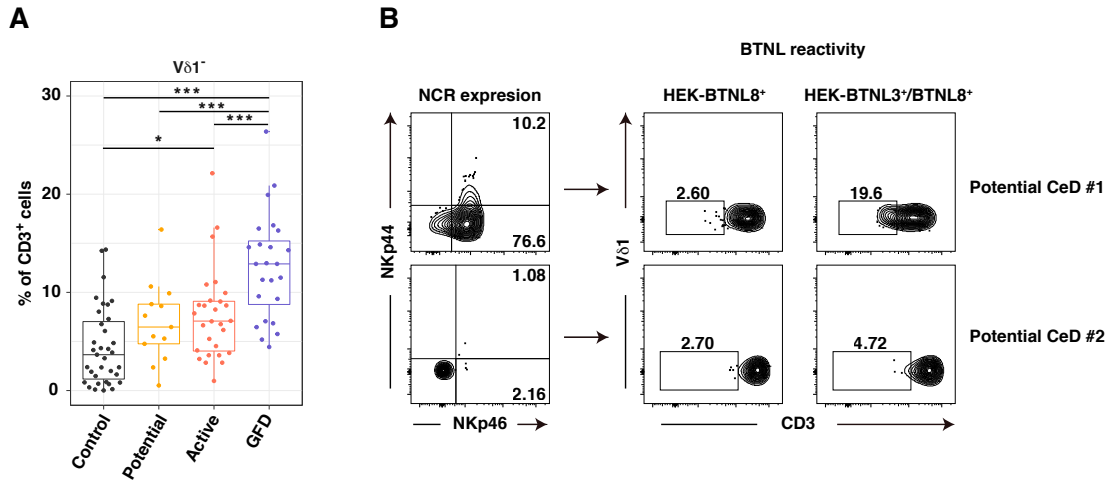 A
Vδ1-
% of CD3+ cells
30
20
10
0
***
***
***
*
Control
Potential
Active
GFD
B
BTNL reactivity
NCR expresion
HEK-BTNL8+
HEK-BTNL3+/BTNL8+
NKp44
10.2
76.6
Vδ1
2.60
19.6
Potential CeD #1
1.08
2.16
2.70
4.72
Potential CeD #2
NKp46
CD3